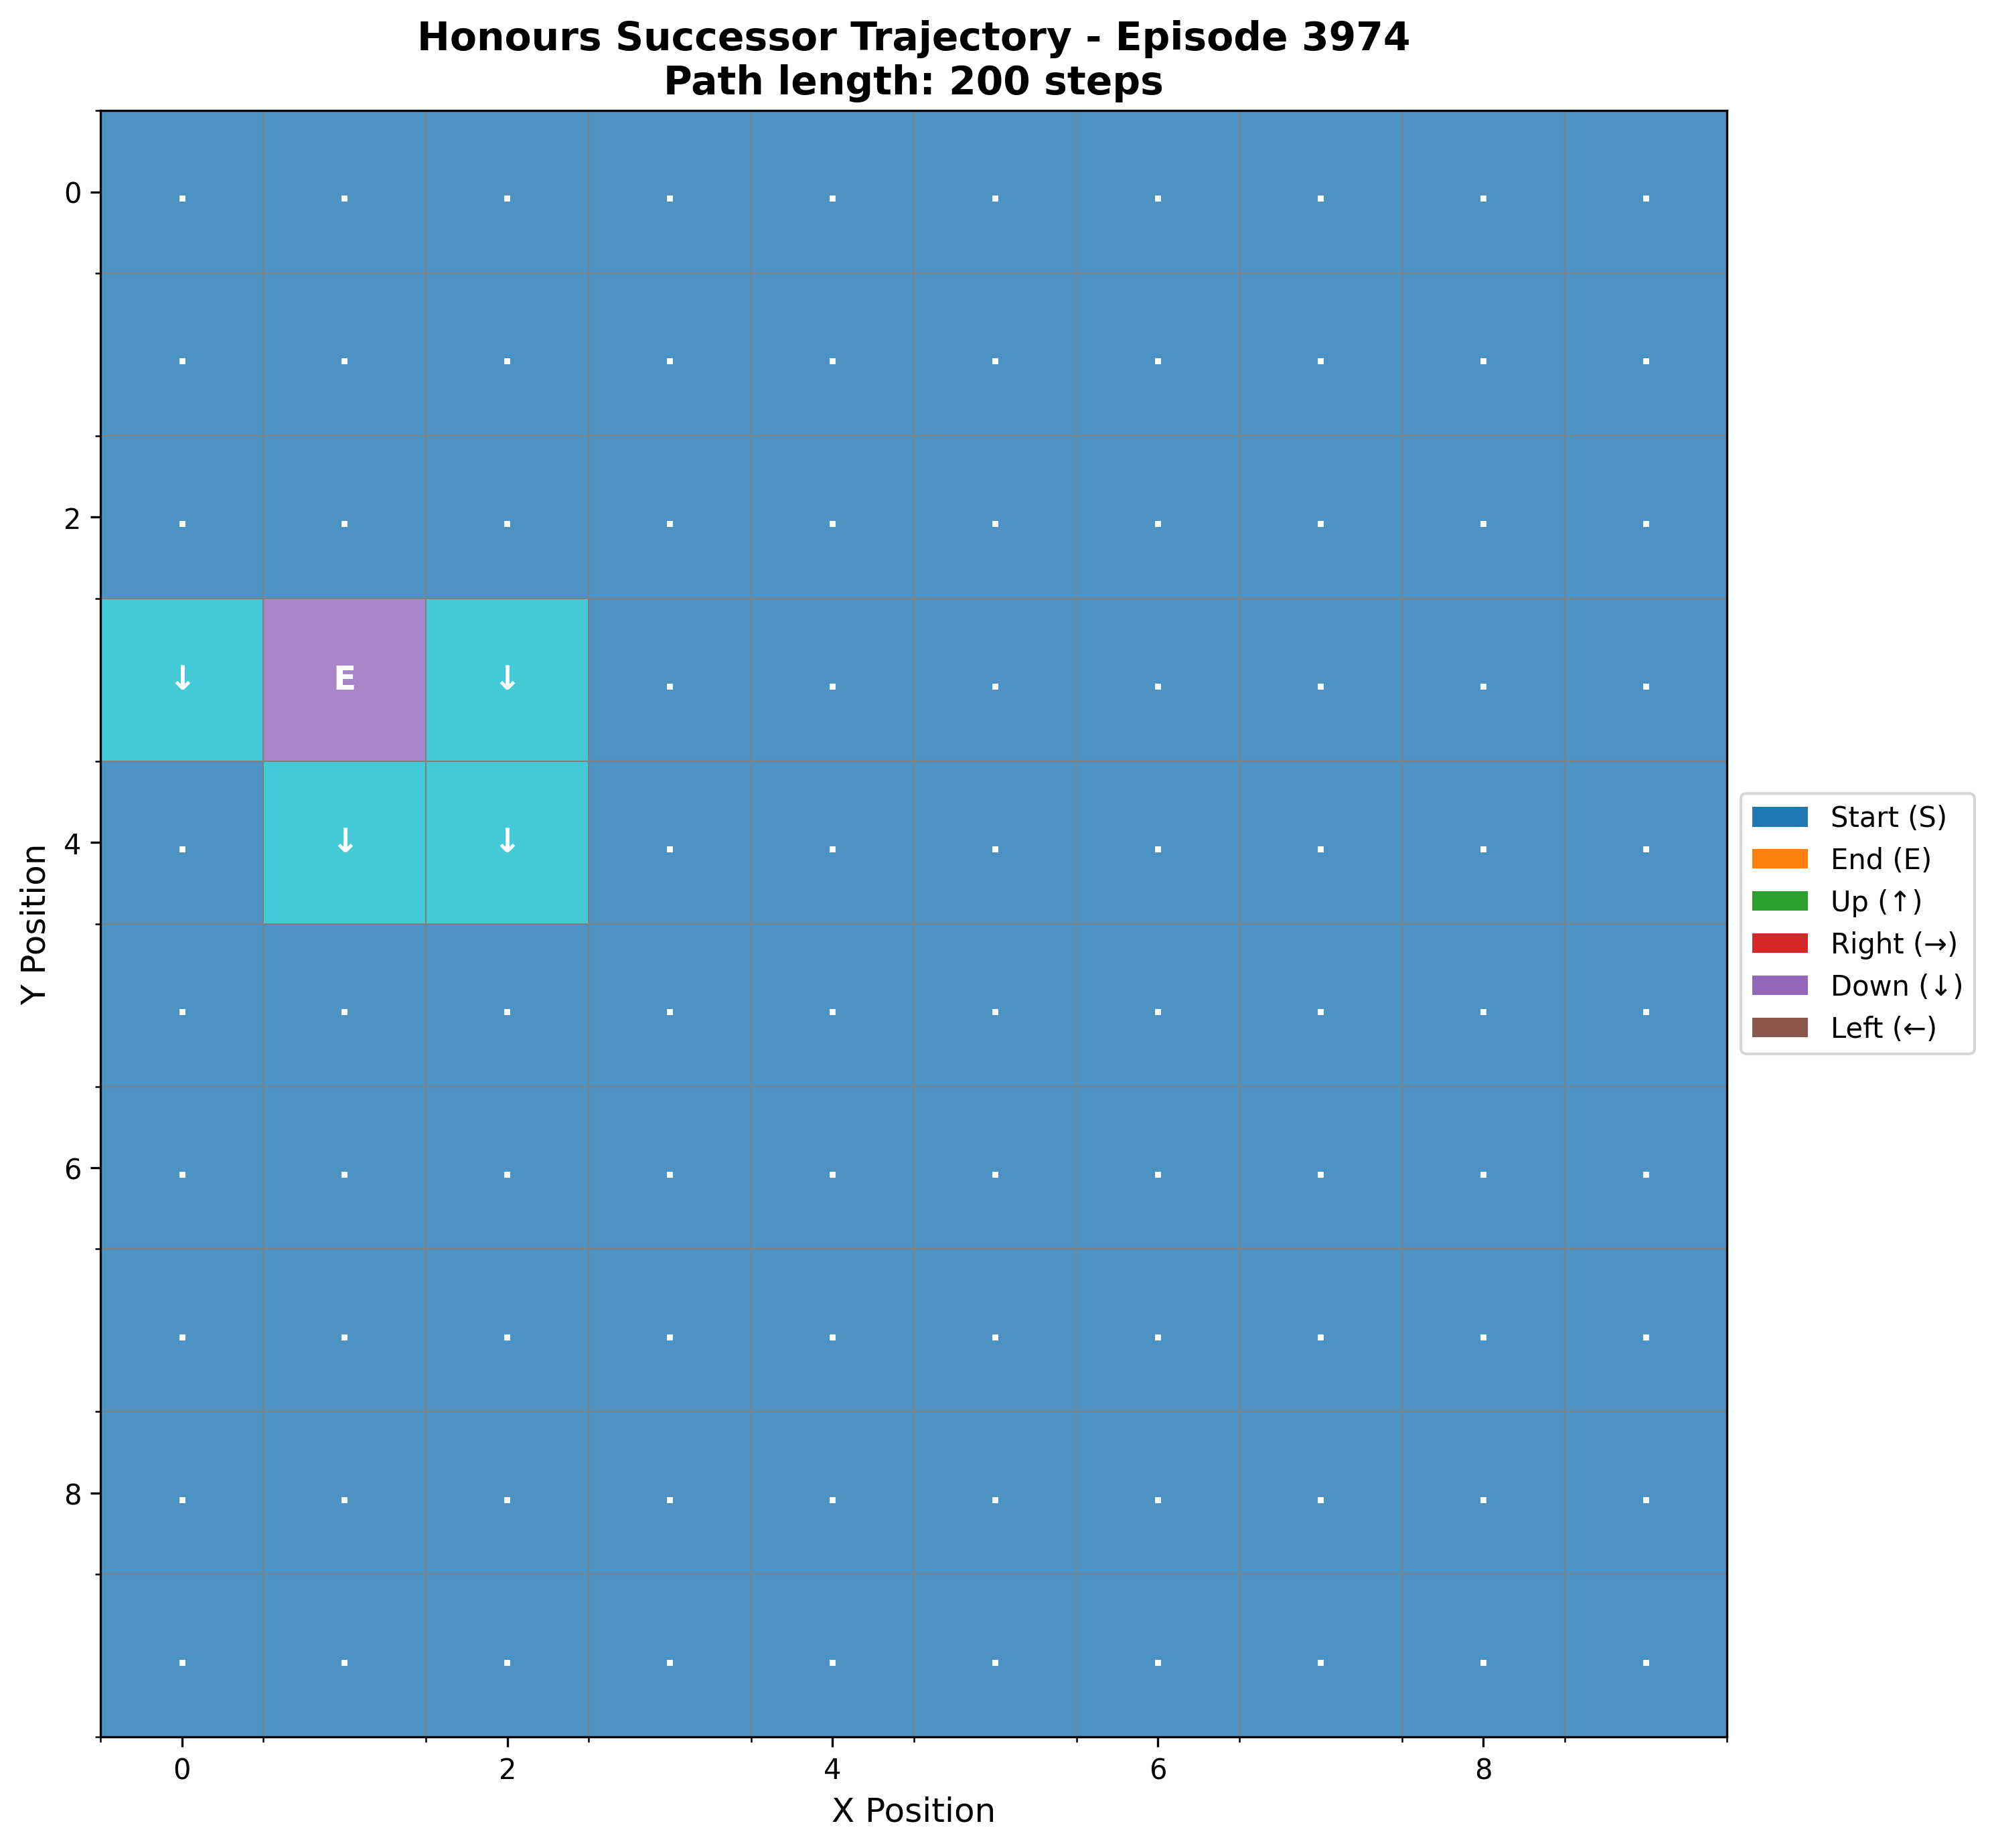 Honours Successor Trajectory - Episode 3974
Path length: 200 steps
Y Position
0
2
4
6
8
. . . . . . . . . .
. . . . . . . . . .
. . . . . . . . . .
↓ E ↓ . . . . . . .
. ↓ ↓ . . . . . . .
. . . . . . . . . .
. . . . . . . . . .
. . . . . . . . . .
. . . . . . . . . .
. . . . . . . . . .
0 2 4 6 8
X Position
Start (S)
End (E)
Up (↑)
Right (→)
Down (↓)
Left (←)